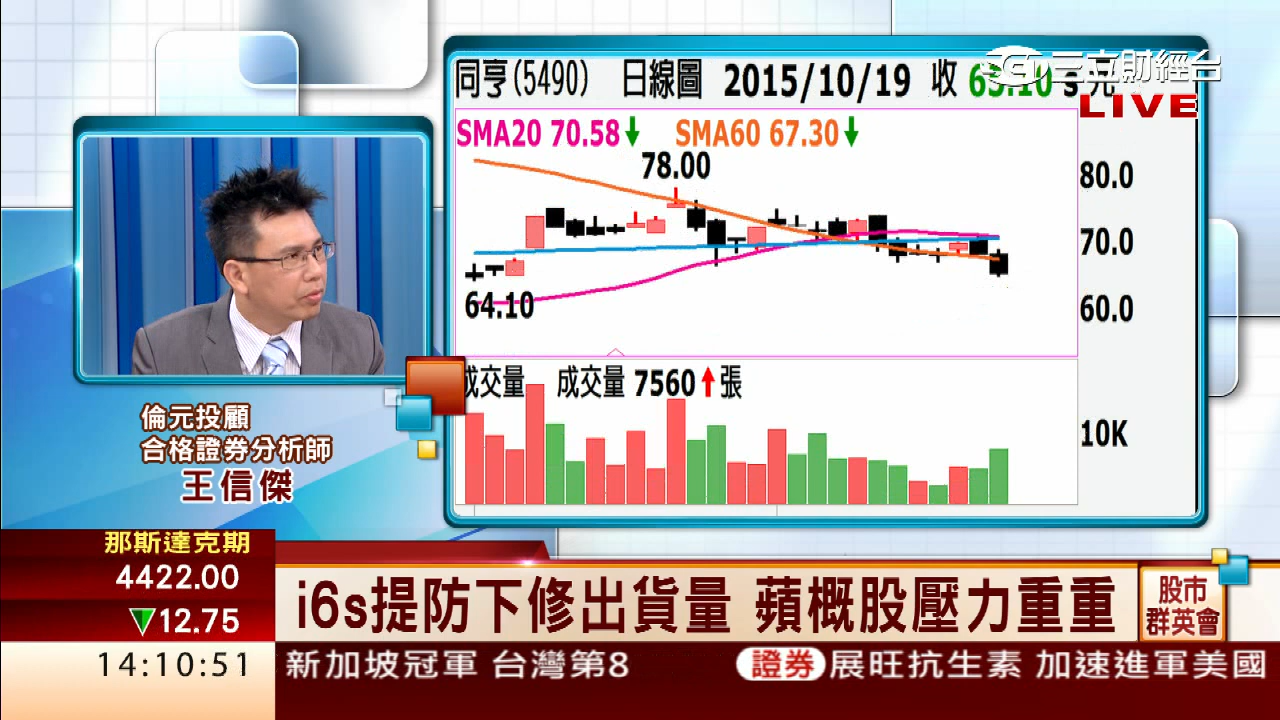 同亨(5490) 日線圖 2015/10/19 收
三立財經台
LIVE
SMA20 70.58↓ SMA60 67.30↓
78.00
64.10
80.0
70.0
60.0
成交量 成交量 7560↑張
10K
倫元投顧
合格證券分析師
王信傑
那斯達克期
4422.00
▼12.75
14:10:51
i6s提防下修出貨量 蘋概股壓力重重
股市
群英會
新加坡冠軍 台灣第8 證券 展旺抗生素 加速進軍美國